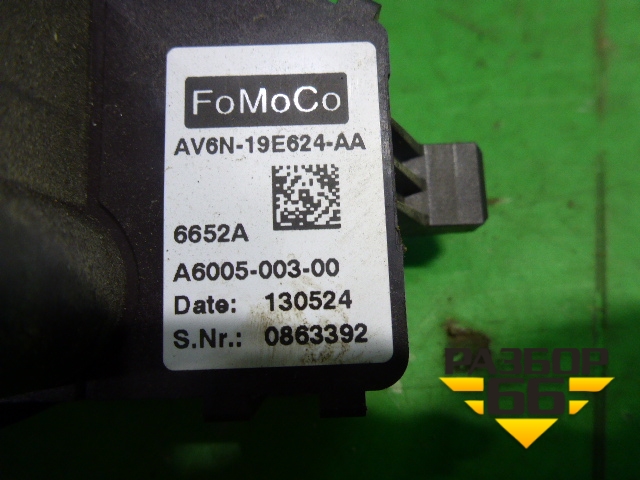 FoMoCo
AV6N-19E624-AA
6652A
A6005-003-00
Date: 130524
S.Nr.: 0863392
РАЗБОР
66